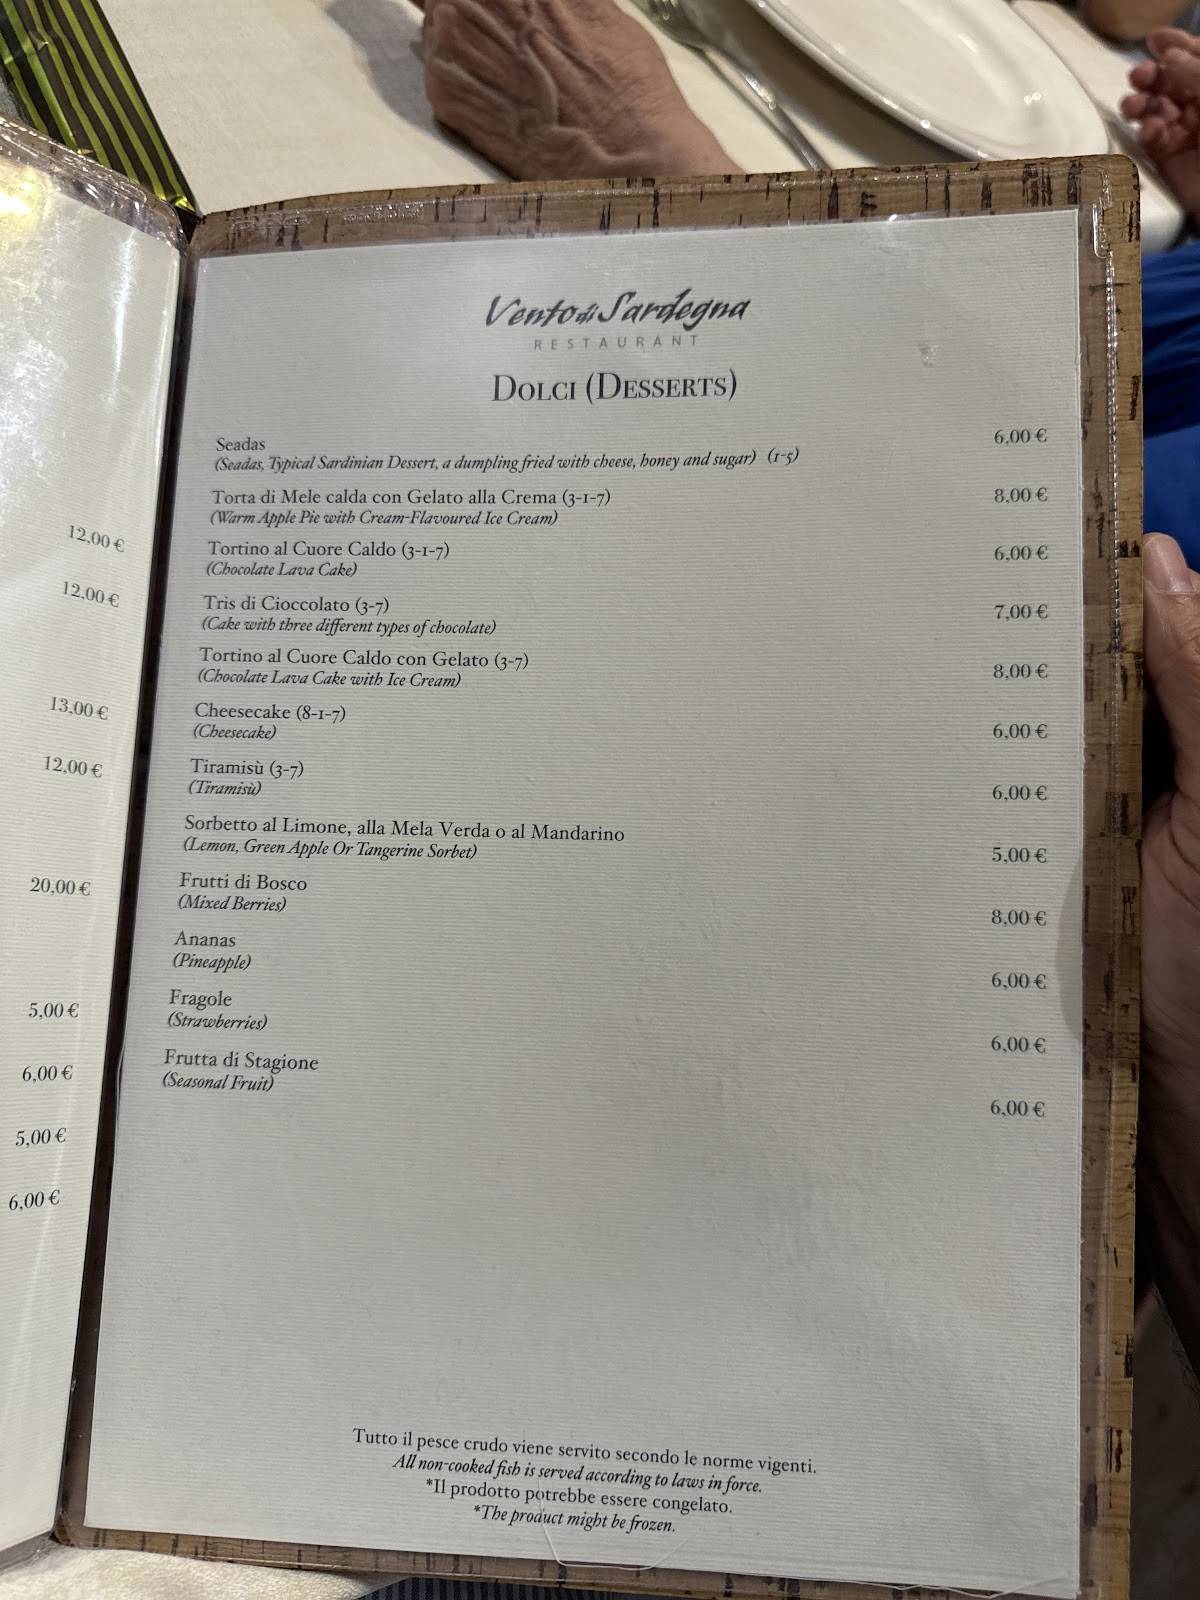 12,00 €
12,00 €
13,00 €
12,00 €
20,00 €
5,00 €
6,00 €
5,00 €
6,00 €
Vento di Sardegna
RESTAURANT
DOLCI (DESSERTS)
Seadas 6,00 €
(Seadas, Typical Sardinian Dessert, a dumpling fried with cheese, honey and sugar) (1-5)
Torta di Mele calda con Gelato alla Crema (3-1-7) 8,00 €
(Warm Apple Pie with Cream-Flavoured Ice Cream)
Tortino al Cuore Caldo (3-1-7) 6,00 €
(Chocolate Lava Cake)
Tris di Cioccolato (3-7) 7,00 €
(Cake with three different types of chocolate)
Tortino al Cuore Caldo con Gelato (3-7) 8,00 €
(Chocolate Lava Cake with Ice Cream)
Cheesecake (8-1-7) 6,00 €
(Cheesecake)
Tiramisù (3-7) 6,00 €
(Tiramisù)
Sorbetto al Limone, alla Mela Verda o al Mandarino 5,00 €
(Lemon, Green Apple Or Tangerine Sorbet)
Frutti di Bosco 8,00 €
(Mixed Berries)
Ananas 6,00 €
(Pineapple)
Fragole 6,00 €
(Strawberries)
Frutta di Stagione 6,00 €
(Seasonal Fruit)
Tutto il pesce crudo viene servito secondo le norme vigenti.
All non-cooked fish is served according to laws in force.
*Il prodotto potrebbe essere congelato.
*The product might be frozen.